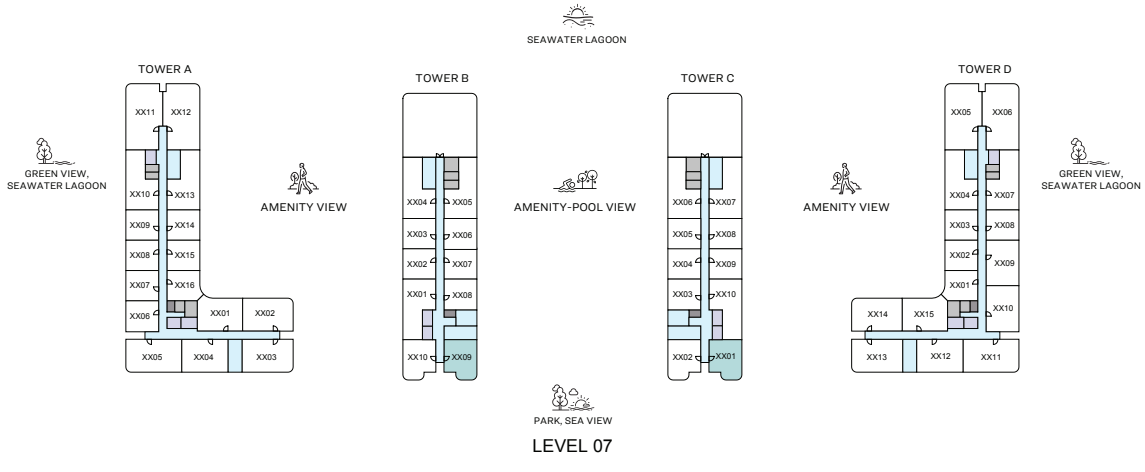 SEAWATER LAGOON
TOWER A
TOWER B
TOWER C
TOWER D
XX11 XX12
XX10 XX13
XX09 XX14
XX08 XX15
XX07 XX16
XX06 XX01 XX02
XX05 XX04 XX03
GREEN VIEW,
SEAWATER LAGOON
AMENITY VIEW
XX04 XX05
XX03 XX06
XX02 XX07
XX01 XX08
XX10 XX09
AMENITY-POOL VIEW
XX06 XX07
XX05 XX08
XX04 XX09
XX03 XX10
XX02 XX01
AMENITY VIEW
XX05 XX06
XX04 XX07
XX03 XX08
XX02 XX09
XX01
XX10
XX14 XX15
XX13 XX12 XX11
GREEN VIEW,
SEAWATER LAGOON
PARK, SEA VIEW
LEVEL 07